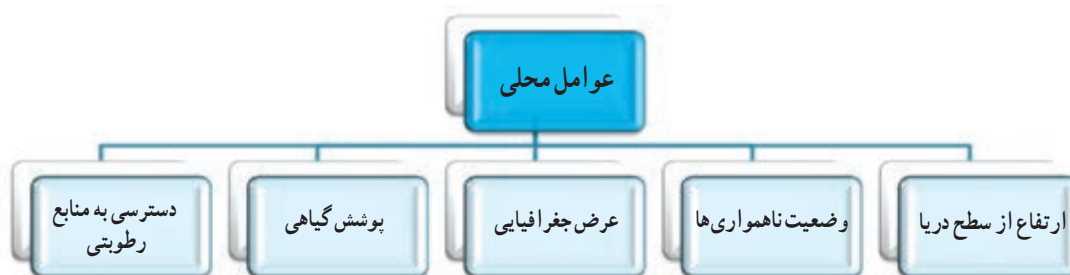 عوامل محلی
ارتفاع از سطح دریا
وضعیت ناهمواری‌ها
عرض جغرافیایی
پوشش گیاهی
دسترسی به منابع
رطوبتی